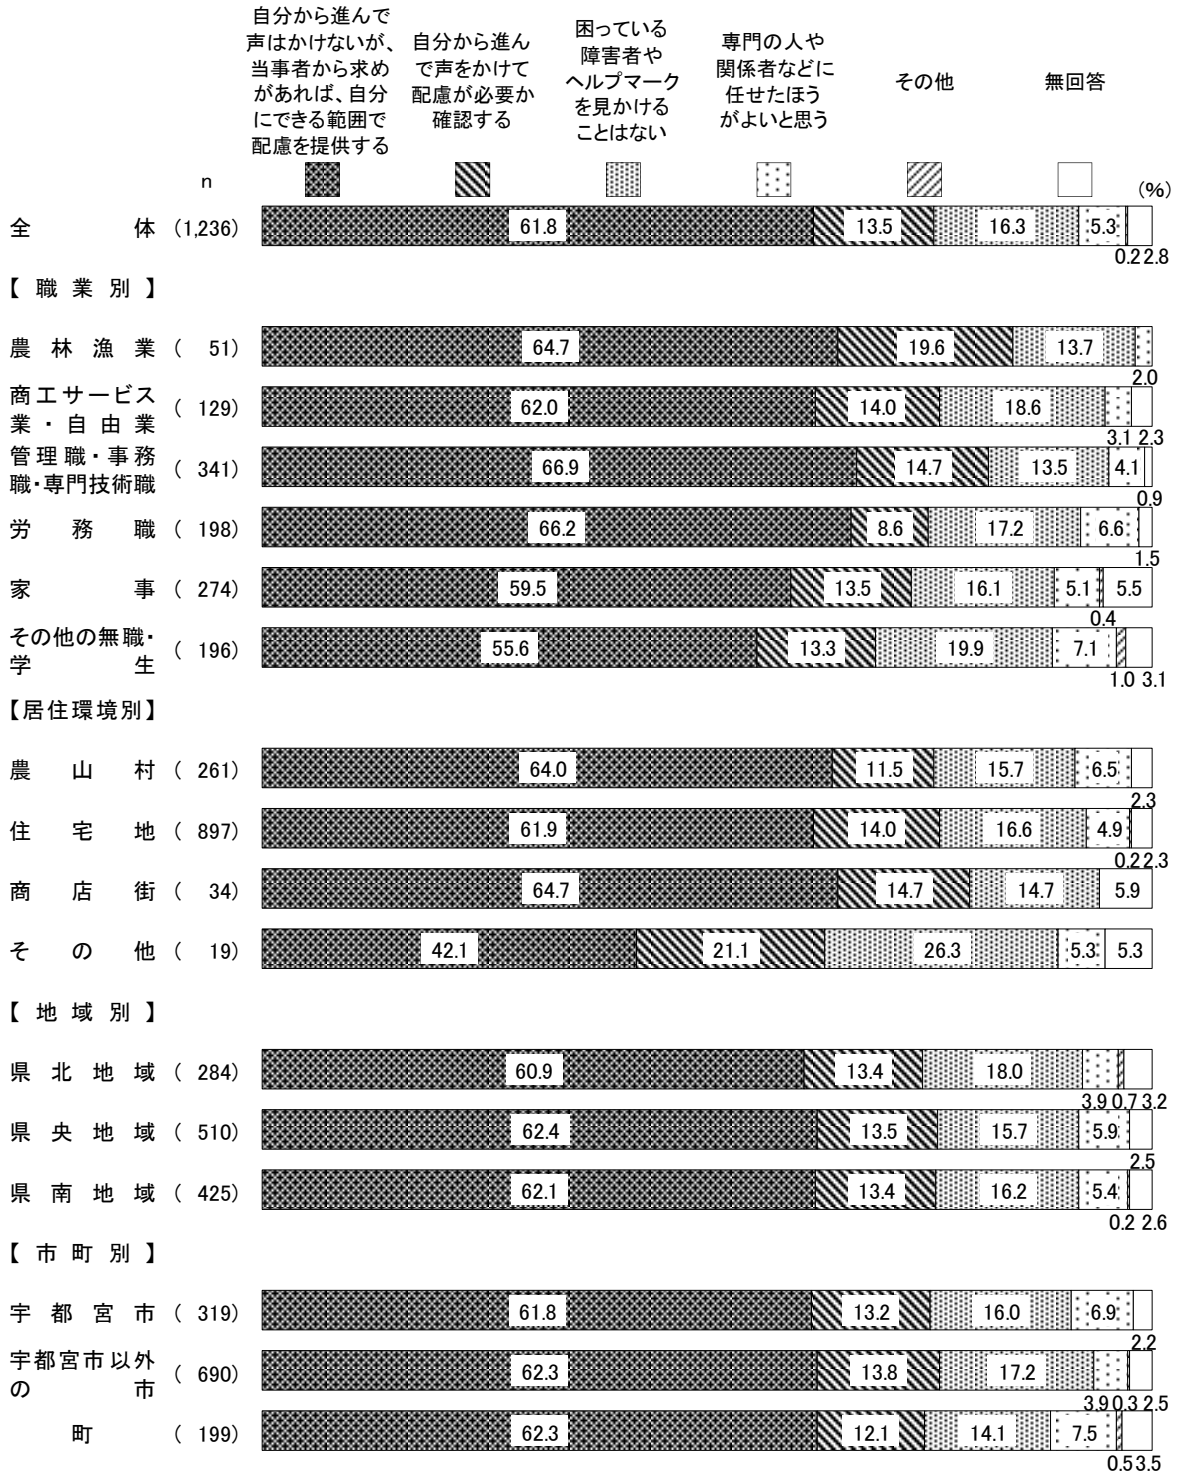 自分から進んで
声はかけないが、
当事者から求め
があれば、自分
にできる範囲で
配慮を提供する
自分から進ん
で声をかけて
配慮が必要か
確認する
困っている
障害者や
ヘルプマーク
を見かける
ことはない
専門の人や
関係者などに
任せたほう
がよいと思う
その他
無回答
n
(%)
全体 (1,236) 61.8 13.5 16.3 5.3
0.2 2.8
【職業別】
農林漁業 ( 51) 64.7 19.6 13.7
2.0
商工サービス
業・自由業 ( 129) 62.0 14.0 18.6
3.1 2.3
管理職・事務
職・専門技術職 ( 341) 66.9 14.7 13.5 4.1
0.9
労務職 ( 198) 66.2 8.6 17.2 6.6
1.5
家事 ( 274) 59.5 13.5 16.1 5.1 5.5
0.4
その他の無職・
学生 ( 196) 55.6 13.3 19.9 7.1
1.0 3.1
【居住環境別】
農山村 ( 261) 64.0 11.5 15.7 6.5
2.3
住宅地 ( 897) 61.9 14.0 16.6 4.9
0.2 2.3
商店街 ( 34) 64.7 14.7 14.7 5.9
その他 ( 19) 42.1 21.1 26.3 5.3 5.3
【地域別】
県北地域 ( 284) 60.9 13.4 18.0
3.9 0.7 3.2
県央地域 ( 510) 62.4 13.5 15.7 5.9
2.5
県南地域 ( 425) 62.1 13.4 16.2 5.4
0.2 2.6
【市町別】
宇都宮市 ( 319) 61.8 13.2 16.0 6.9
2.2
宇都宮市以外
の市 ( 690) 62.3 13.8 17.2
3.9 0.3 2.5
町 ( 199) 62.3 12.1 14.1 7.5
0.5 3.5